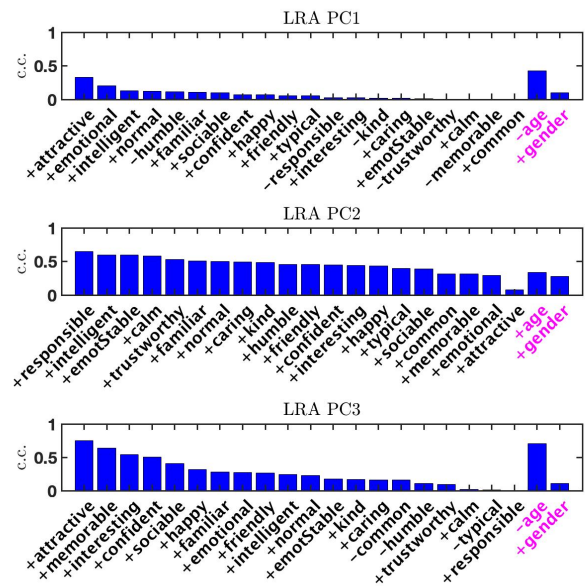 LRA PC1
c.c.
1
0.5
0
+attractive
+emotional
+intelligent
+normal
−humble
+familiar
+sociable
+confident
+happy
+friendly
+typical
−responsible
+interesting
−kind
+caring
+emotStable
−trustworthy
+calm
−memorable
+common
−age
+gender
LRA PC2
c.c.
1
0.5
0
+responsible
+intelligent
+emotStable
+calm
+trustworthy
+familiar
+normal
+caring
+kind
+humble
+friendly
+confident
+interesting
+happy
+typical
+sociable
+common
+memorable
+emotional
+attractive
+age
+gender
LRA PC3
c.c.
1
0.5
0
+attractive
+memorable
+interesting
+confident
+sociable
+happy
+familiar
+emotional
+friendly
+intelligent
+normal
+emotStable
+kind
+caring
−common
−humble
+trustworthy
+calm
−typical
+responsible
−age
+gender